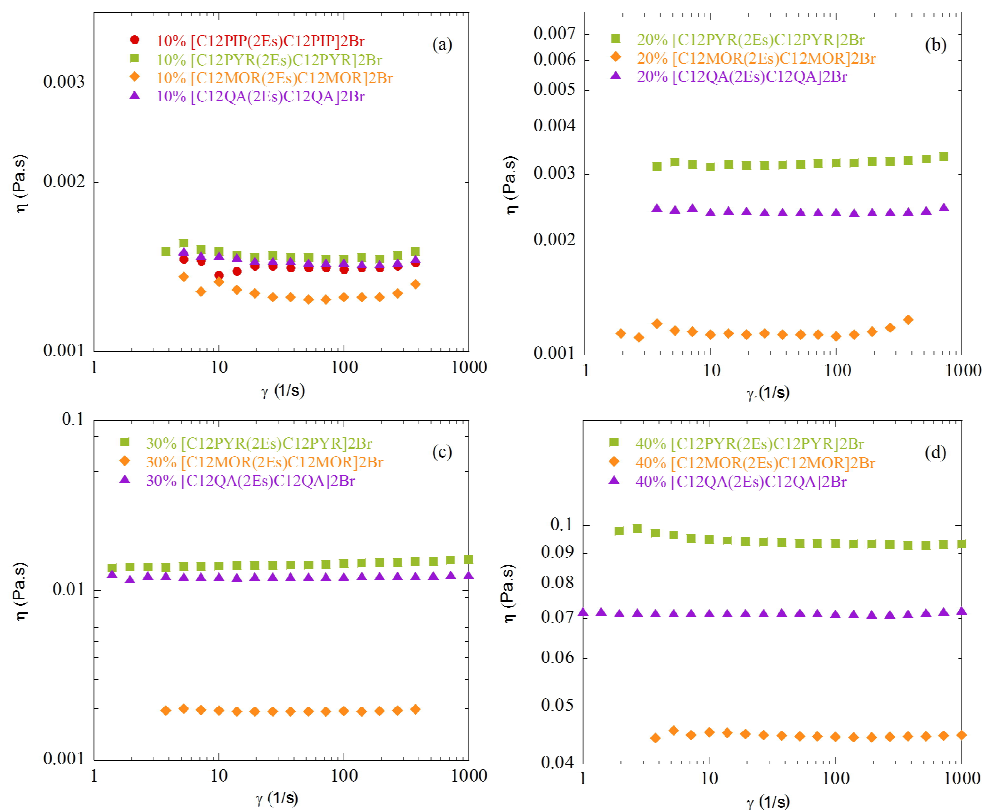 (a)
10% [C12PIP(2Es)C12PIP]2Br
10% [C12PYR(2Es)C12PYR]2Br
10% [C12MOR(2Es)C12MOR]2Br
10% [C12QA(2Es)C12QA]2Br
0.003
0.002
0.001
η (Pa.s)
1
10
100
1000
γ (1/s)
(b)
20% [C12PYR(2Es)C12PYR]2Br
20% [C12MOR(2Es)C12MOR]2Br
20% [C12QA(2Es)C12QA]2Br
0.007
0.006
0.005
0.004
0.003
0.002
0.001
η (Pa.s)
1
10
100
1000
γ.(1/s)
(c)
30% [C12PYR(2Es)C12PYR]2Br
30% [C12MOR(2Es)C12MOR]2Br
30% [C12QA(2Es)C12QA]2Br
0.1
0.01
0.001
η (Pa.s)
1
10
100
1000
γ (1/s)
(d)
40% [C12PYR(2Es)C12PYR]2Br
40% [C12MOR(2Es)C12MOR]2Br
40% [C12QA(2Es)C12QA]2Br
0.1
0.09
0.08
0.07
0.06
0.05
0.04
η (Pa.s)
1
10
100
1000
γ (1/s)